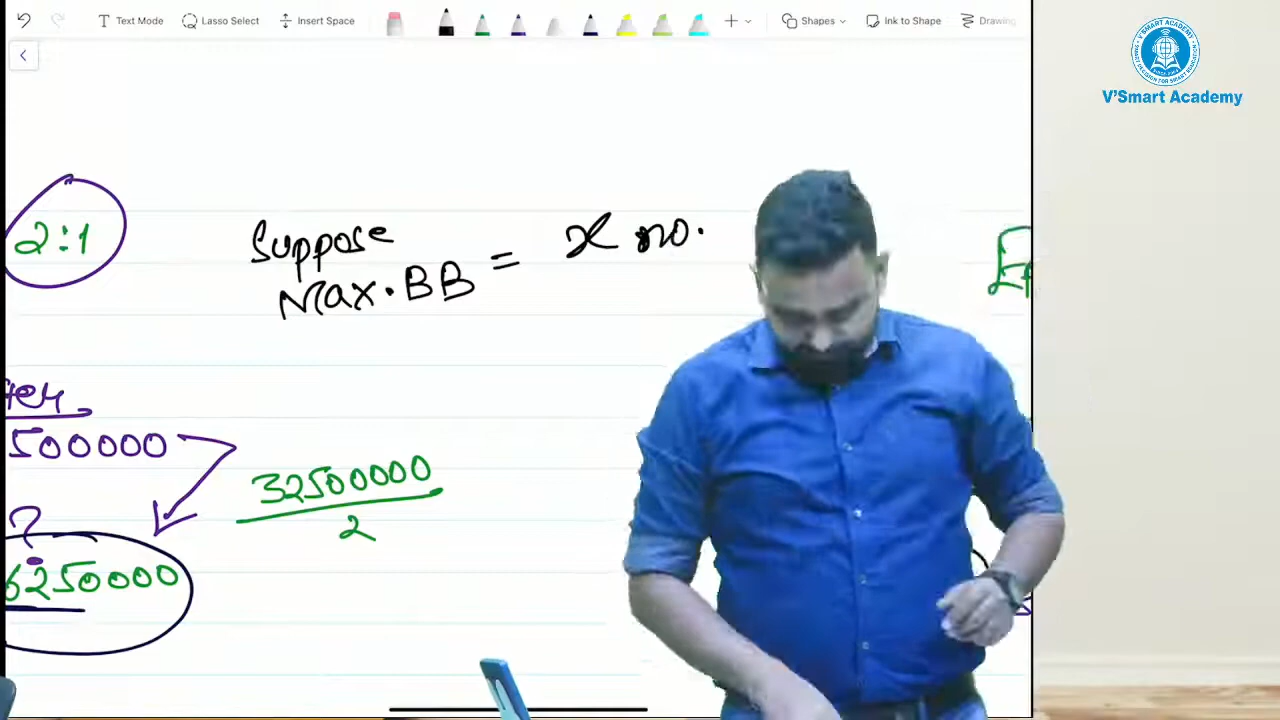 Text Mode Lasso Select Insert Space Shapes Ink to Shape Drawing
V'Smart Academy
2:1
Suppose
Max. BB = x no.
500000
32500000
2
?
6250000